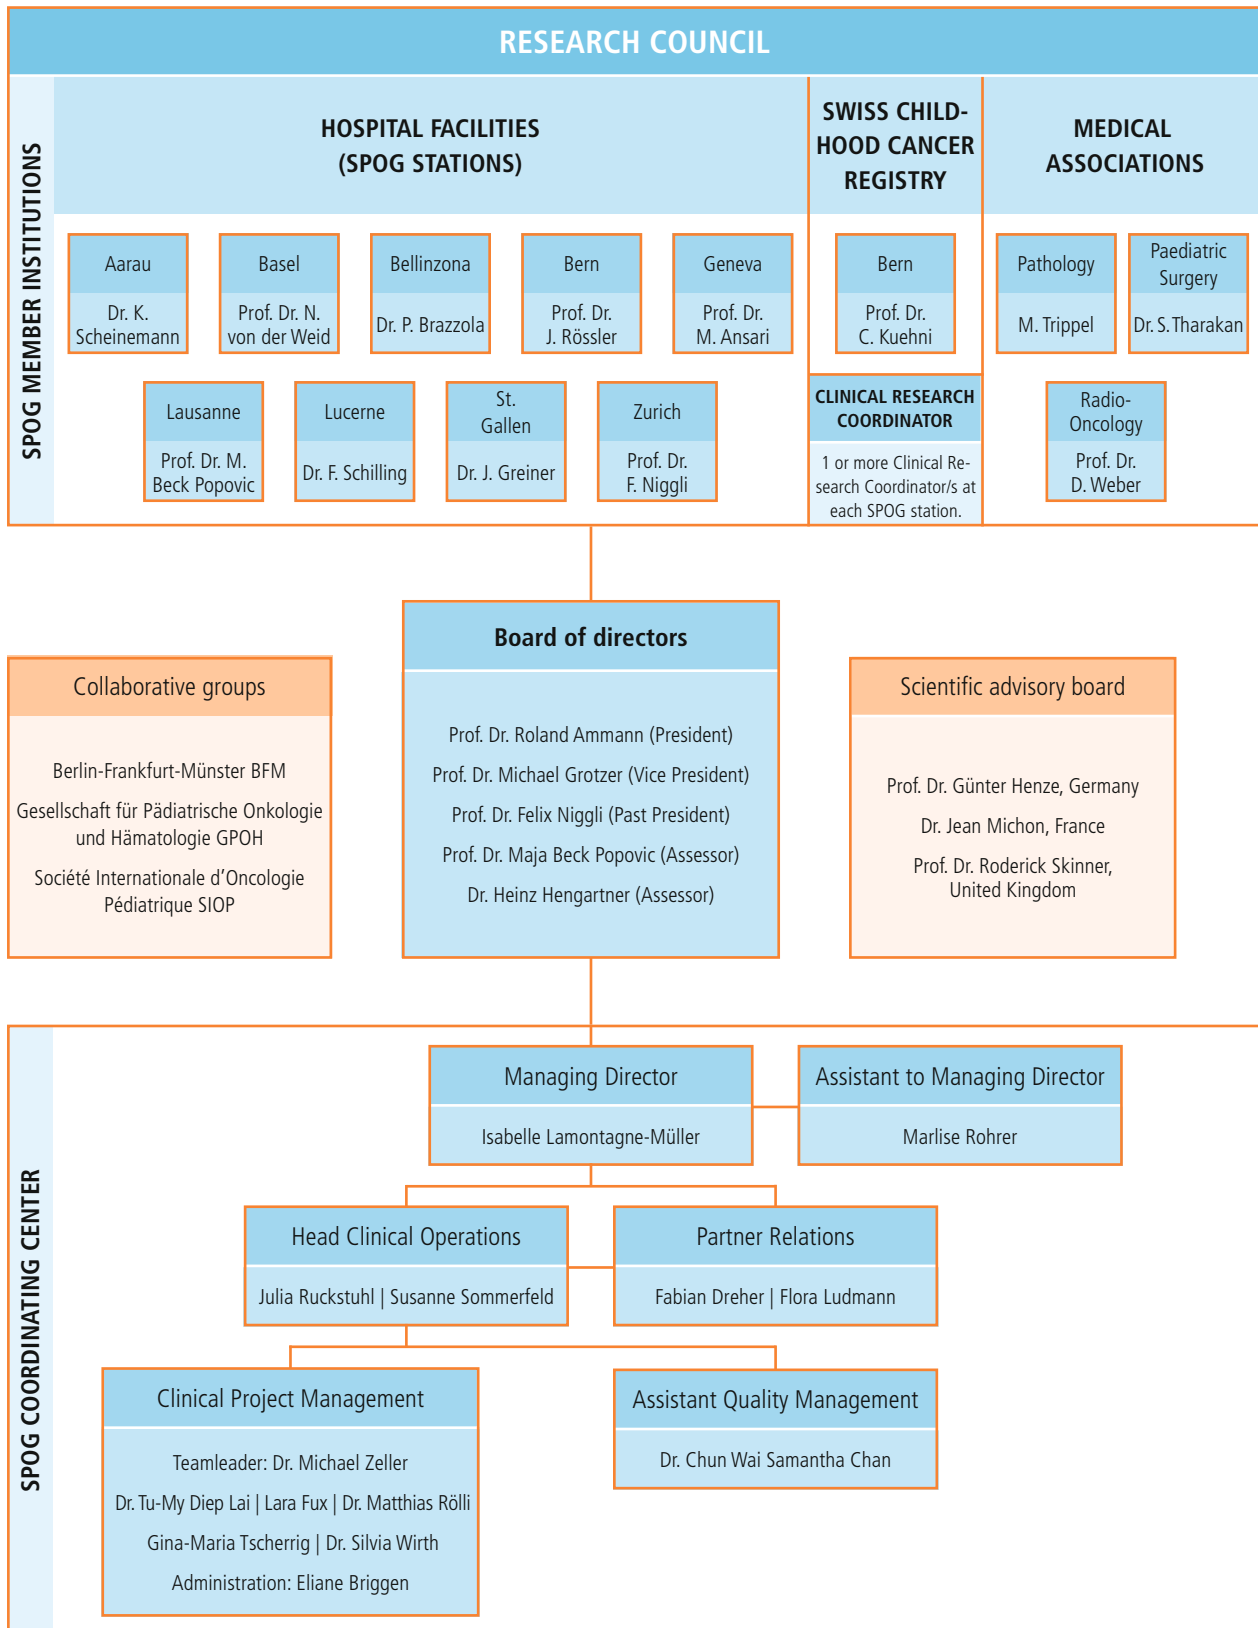 RESEARCH COUNCIL
SPOG MEMBER INSTITUTIONS
HOSPITAL FACILITIES
(SPOG STATIONS)
SWISS CHILD-
HOOD CANCER
REGISTRY
MEDICAL
ASSOCIATIONS
Aarau
Dr. K.
Scheinemann
Basel
Prof. Dr. N.
von der Weid
Bellinzona
Dr. P. Brazzola
Bern
Prof. Dr.
J. Rössler
Geneva
Prof. Dr.
M. Ansari
Bern
Prof. Dr.
C. Kuehni
Pathology
M. Trippel
Paediatric
Surgery
Dr. S. Tharakan
Lausanne
Prof. Dr. M.
Beck Popovic
Lucerne
Dr. F. Schilling
St.
Gallen
Dr. J. Greiner
Zurich
Prof. Dr.
F. Niggli
CLINICAL RESEARCH
COORDINATOR
1 or more Clinical Re-
search Coordinator/s at
each SPOG station.
Radio-
Oncology
Prof. Dr.
D. Weber
Board of directors
Prof. Dr. Roland Ammann (President)
Prof. Dr. Michael Grotzer (Vice President)
Prof. Dr. Felix Niggli (Past President)
Prof. Dr. Maja Beck Popovic (Assessor)
Dr. Heinz Hengartner (Assessor)
Collaborative groups
Berlin-Frankfurt-Münster BFM
Gesellschaft für Pädiatrische Onkologie
und Hämatologie GPOH
Société Internationale d’Oncologie
Pédiatrique SIOP
Scientific advisory board
Prof. Dr. Günter Henze, Germany
Dr. Jean Michon, France
Prof. Dr. Roderick Skinner,
United Kingdom
SPOG COORDINATING CENTER
Managing Director
Isabelle Lamontagne-Müller
Assistant to Managing Director
Marlise Rohrer
Head Clinical Operations
Julia Ruckstuhl | Susanne Sommerfeld
Partner Relations
Fabian Dreher | Flora Ludmann
Clinical Project Management
Teamleader: Dr. Michael Zeller
Dr. Tu-My Diep Lai | Lara Fux | Dr. Matthias Rölli
Gina-Maria Tscherrig | Dr. Silvia Wirth
Administration: Eliane Briggen
Assistant Quality Management
Dr. Chun Wai Samantha Chan